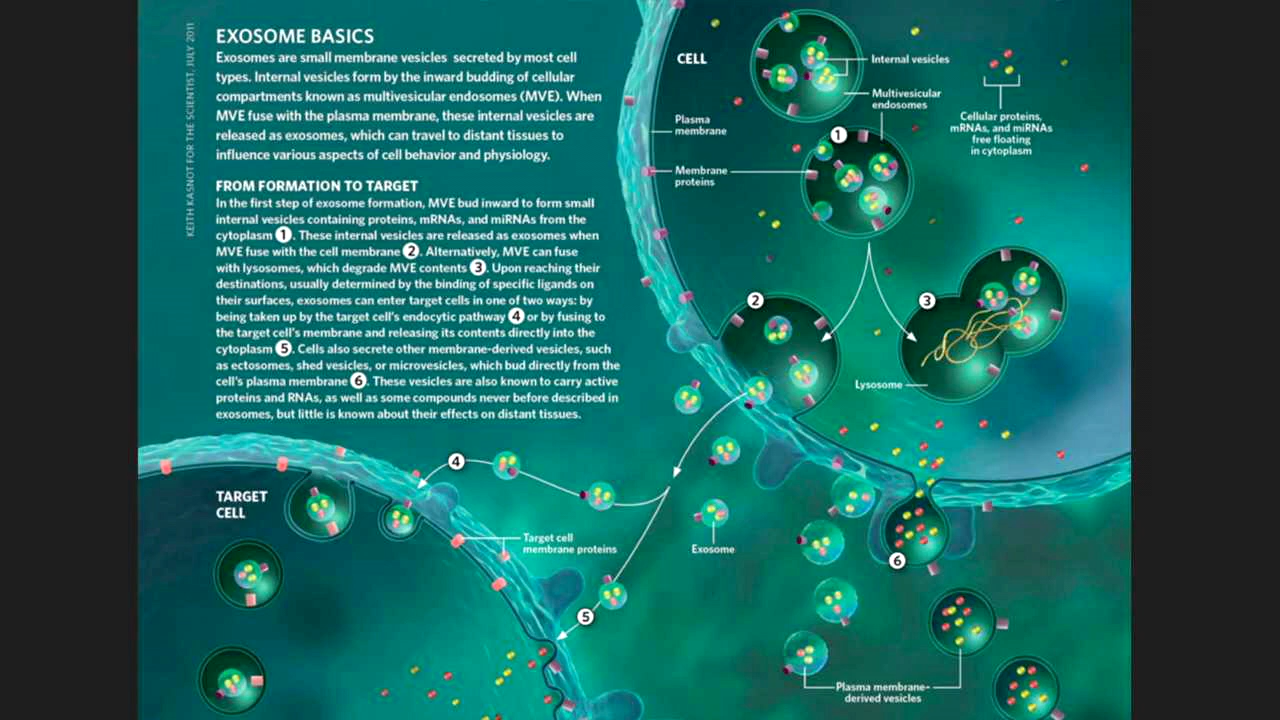 KEITH KASNOT FOR THE SCIENTIST, JULY 2011
EXOSOME BASICS
Exosomes are small membrane vesicles secreted by most cell
types. Internal vesicles form by the inward budding of cellular
compartments known as multivesicular endosomes (MVE). When
MVE fuse with the plasma membrane, these internal vesicles are
released as exosomes, which can travel to distant tissues to
influence various aspects of cell behavior and physiology.
FROM FORMATION TO TARGET
In the first step of exosome formation, MVE bud inward to form small
internal vesicles containing proteins, mRNAs, and miRNAs from the
cytoplasm 1. These internal vesicles are released as exosomes when
MVE fuse with the cell membrane 2. Alternatively, MVE can fuse
with lysosomes, which degrade MVE contents 3. Upon reaching their
destinations, usually determined by the binding of specific ligands on
their surfaces, exosomes can enter target cells in one of two ways: by
being taken up by the target cell's endocytic pathway 4 or by fusing to
the target cell's membrane and releasing its contents directly into the
cytoplasm 5. Cells also secrete other membrane-derived vesicles, such
as ectosomes, shed vesicles, or microvesicles, which bud directly from the
cell's plasma membrane 6. These vesicles are also known to carry active
proteins and RNAs, as well as some compounds never before described in
exosomes, but little is known about their effects on distant tissues.
CELL
Internal vesicles
Multivesicular
endosomes
Cellular proteins,
mRNAs, and miRNAs
free floating
in cytoplasm
Plasma
membrane
1
Membrane
proteins
2
3
Lysosome
4
TARGET
CELL
Target cell
membrane proteins
Exosome
6
5
Plasma membrane-
derived vesicles